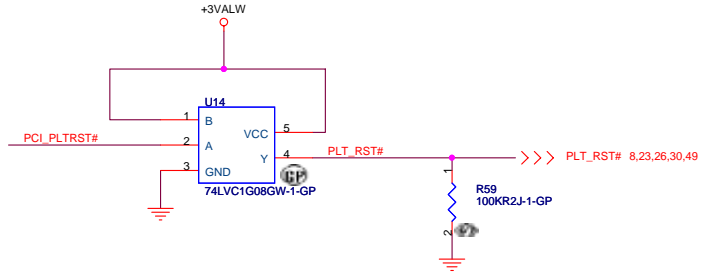 +3VALW
U14
1 B
PCI_PLTRST# 2 A
VCC 5
3 GND
Y 4 PLT_RST#
PLT_RST# 8,23,26,30,49
GP
74LVC1G08GW-1-GP
1
R59
100KR2J-1-GP
2